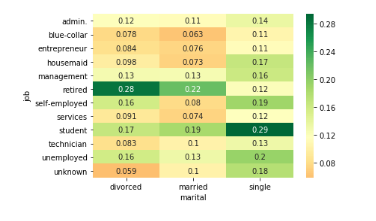 admin. 0.12 0.11 0.14
blue-collar 0.078 0.063 0.11
entrepreneur 0.084 0.076 0.11
housemaid 0.098 0.073 0.17
management 0.13 0.13 0.16
retired 0.28 0.22 0.12
self-employed 0.16 0.08 0.19
services 0.091 0.074 0.12
student 0.17 0.19 0.29
technician 0.083 0.1 0.13
unemployed 0.16 0.13 0.2
unknown 0.059 0.1 0.18
job
divorced married single
marital
0.28
0.24
0.20
0.16
0.12
0.08